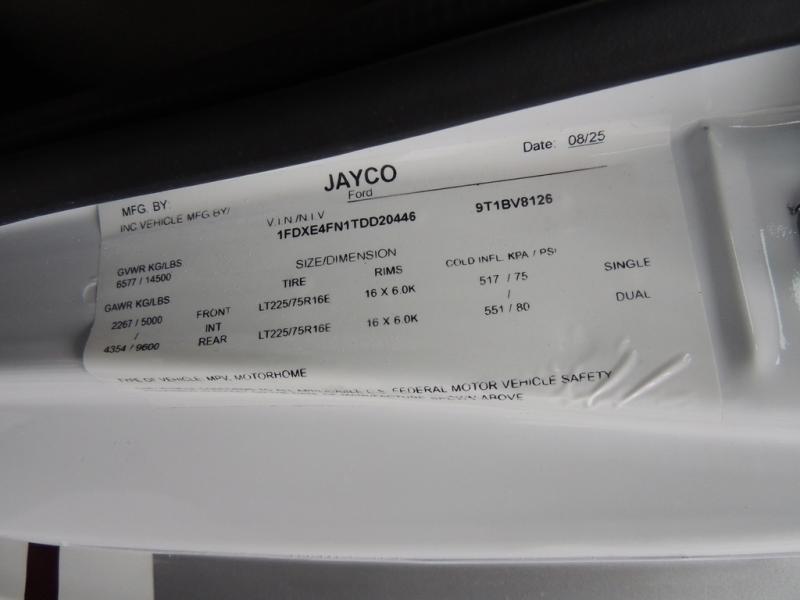 MFG. BY: JAYCO Date: 08/25
INC VEHICLE MFG BY/ Ford
V.I.N./N.I.V
1FDXE4FN1TDD20446 9T1BV8126
GVWR KG/LBS SIZE/DIMENSION
6577 / 14500 TIRE RIMS COLD INFL. KPA / PSI
GAWR KG/LBS
2267 / 5000 FRONT LT225/75R16E 16 X 6.0K 517 / 75 SINGLE
/ INT /
4354 / 9600 REAR LT225/75R16E 16 X 6.0K 551 / 80 DUAL
TYPE OF VEHICLE: MPV, MOTORHOME
FEDERAL MOTOR VEHICLE SAFETY
ABOVE